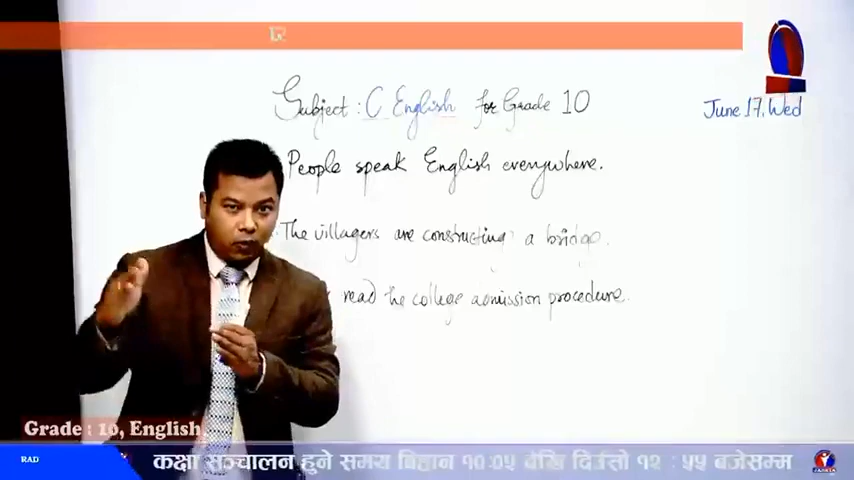 Subject : C English for Grade 10
June 17, Wed
People speak English everywhere.
The villagers are constructing a bridge.
read the college admission procedure.
Grade : 10, English
RAD
कक्षा सञ्चालन हुने समय बिहान १०:०५ देखि दिउँसो १२ : ५५ बजेसम्म